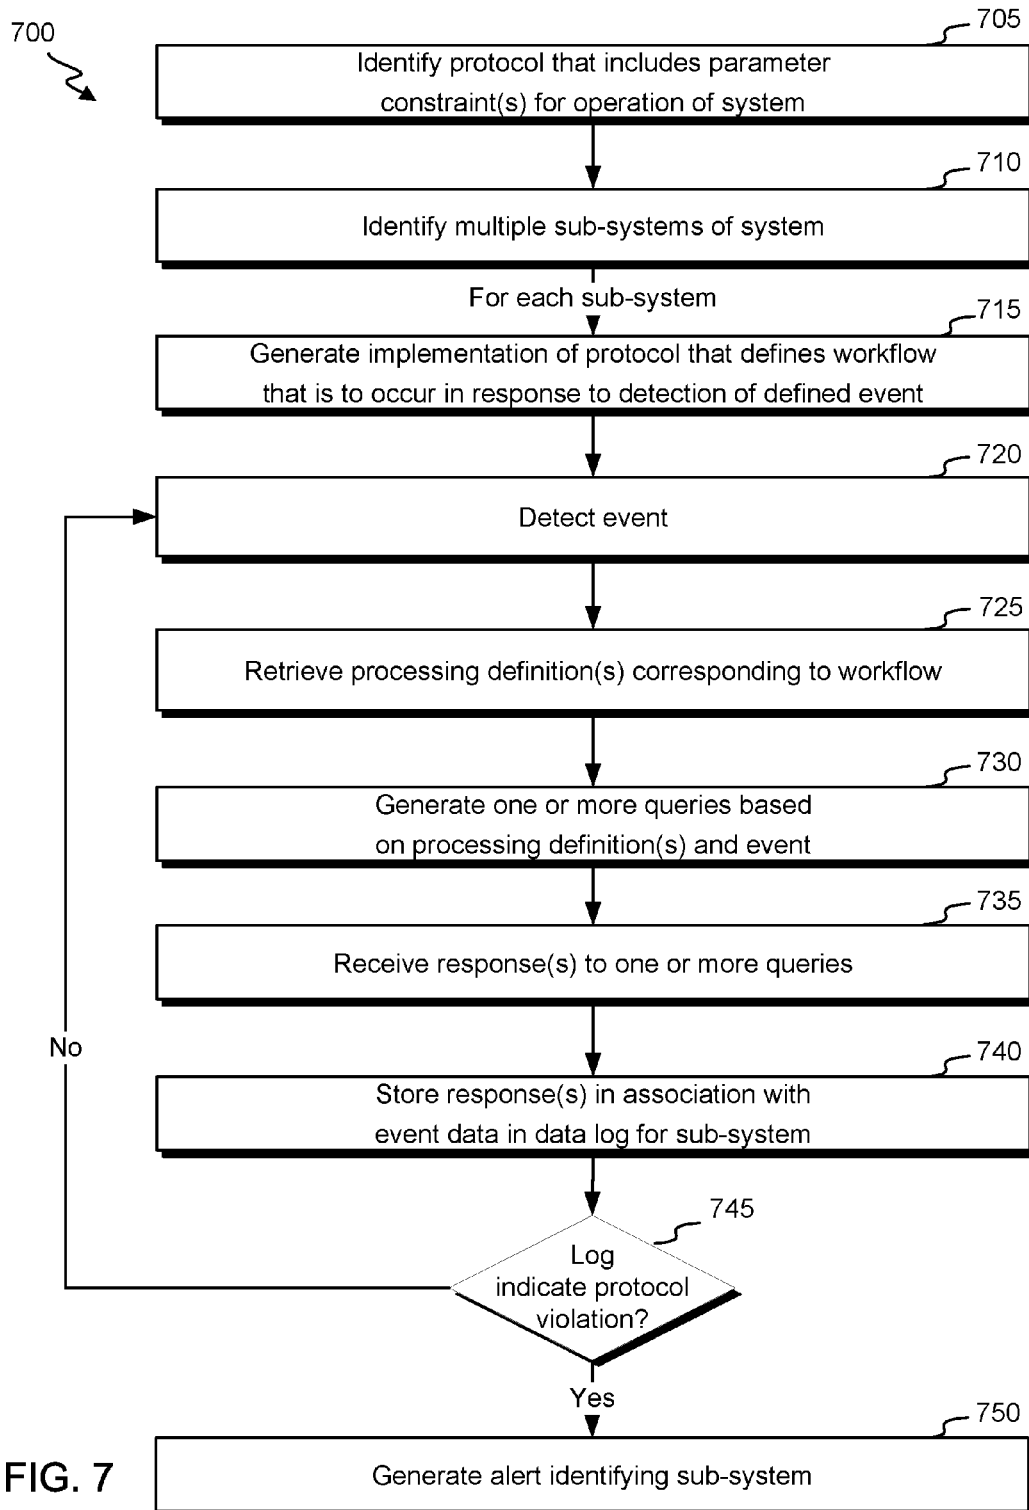 700
705
Identify protocol that includes parameter
constraint(s) for operation of system
710
Identify multiple sub-systems of system
For each sub-system
715
Generate implementation of protocol that defines workflow
that is to occur in response to detection of defined event
720
Detect event
725
Retrieve processing definition(s) corresponding to workflow
730
Generate one or more queries based
on processing definition(s) and event
735
Receive response(s) to one or more queries
No
740
Store response(s) in association with
event data in data log for sub-system
745
Log
indicate protocol
violation?
Yes
750
Generate alert identifying sub-system
FIG. 7